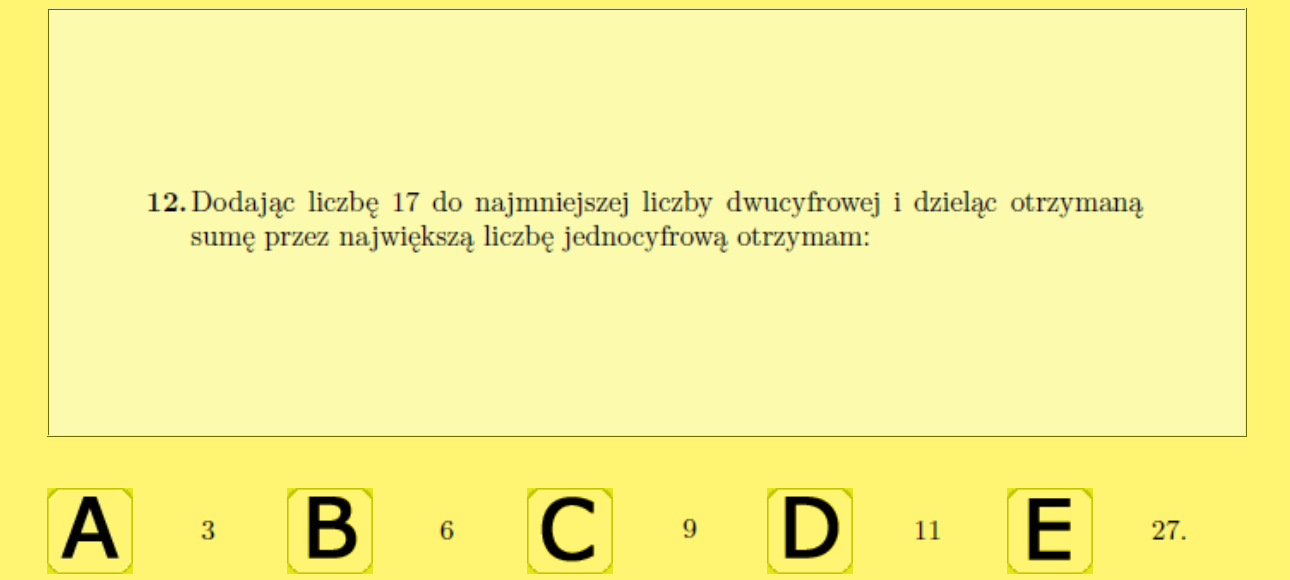 12. Dodając liczbę 17 do najmniejszej liczby dwucyfrowej i dzieląc otrzymaną
sumę przez największą liczbę jednocyfrową otrzymam:
A 3 B 6 C 9 D 11 E 27.